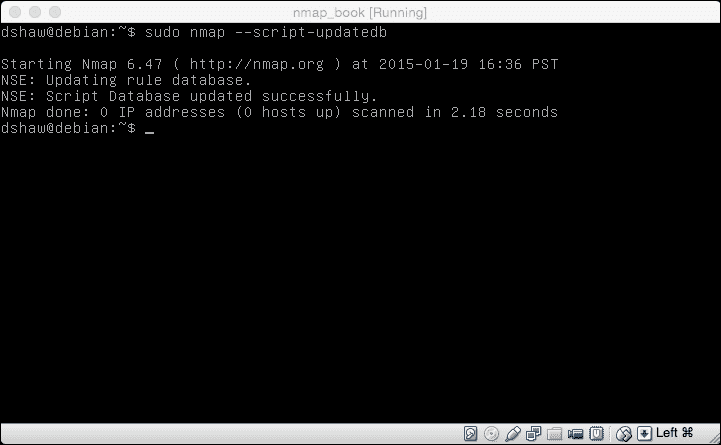 nmap_book [Running]
dshaw@debian:~$ sudo nmap --script-updatedb
Starting Nmap 6.47 ( http://nmap.org ) at 2015-01-19 16:36 PST
NSE: Updating rule database.
NSE: Script Database updated successfully.
Nmap done: 0 IP addresses (0 hosts up) scanned in 2.18 seconds
dshaw@debian:~$ _
Left ⌘